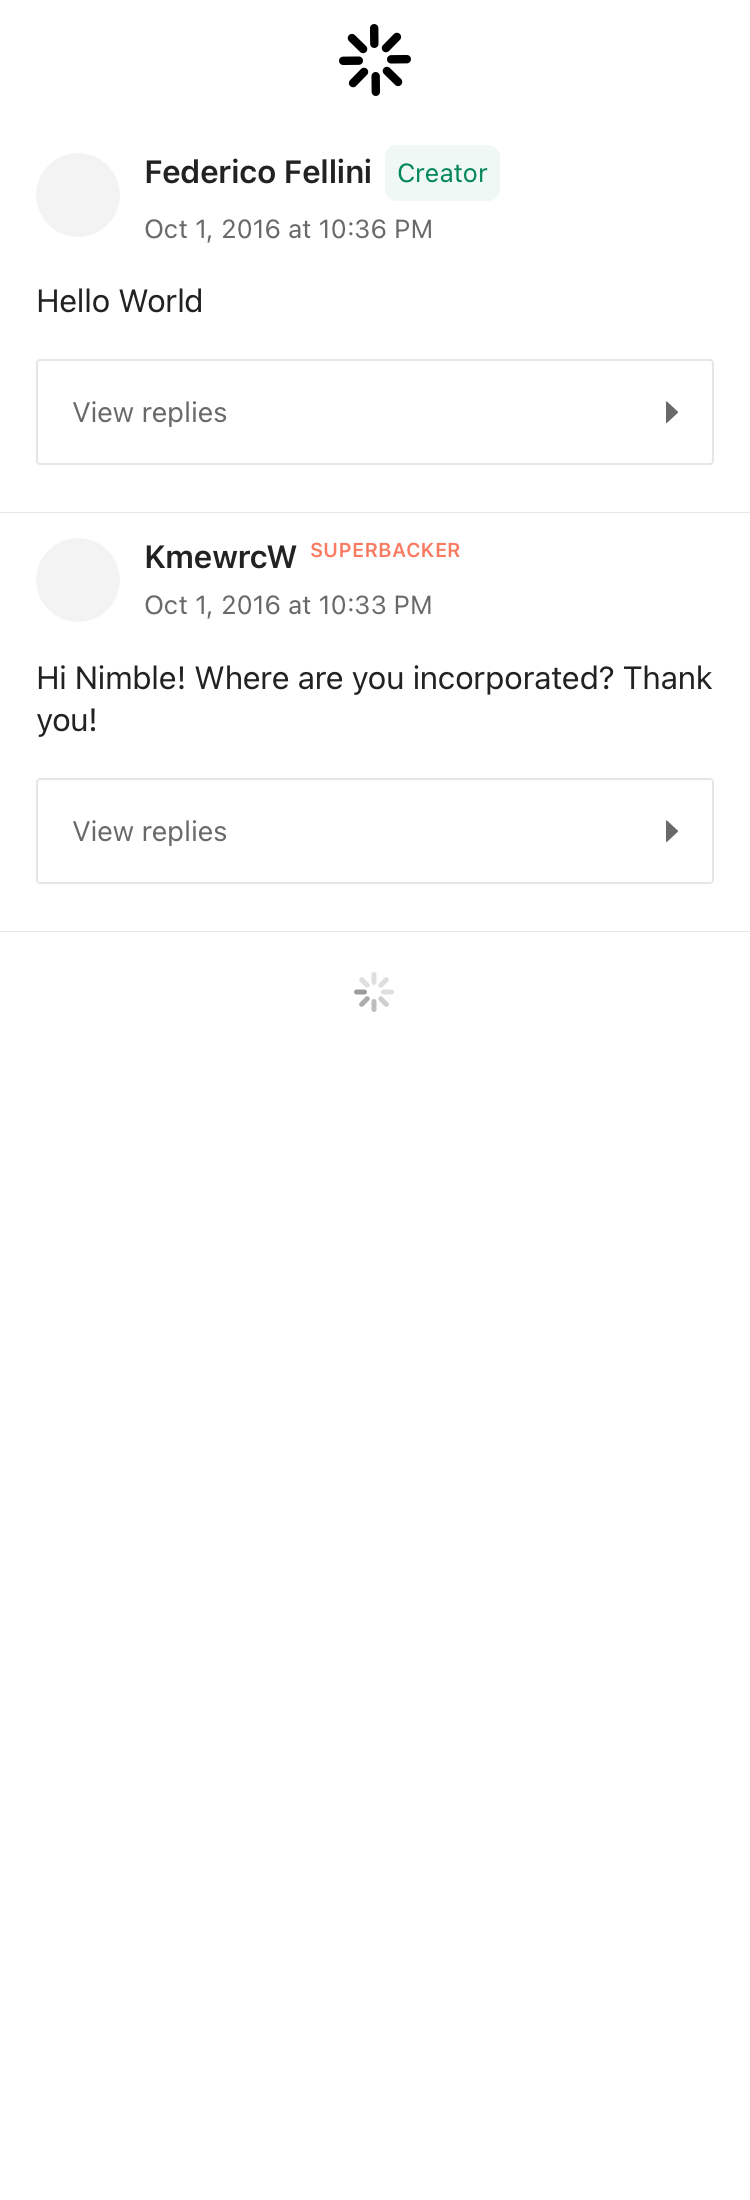 Federico Fellini Creator
Oct 1, 2016 at 10:36 PM
Hello World
View replies
KmewrcW SUPERBACKER
Oct 1, 2016 at 10:33 PM
Hi Nimble! Where are you incorporated? Thank
you!
View replies